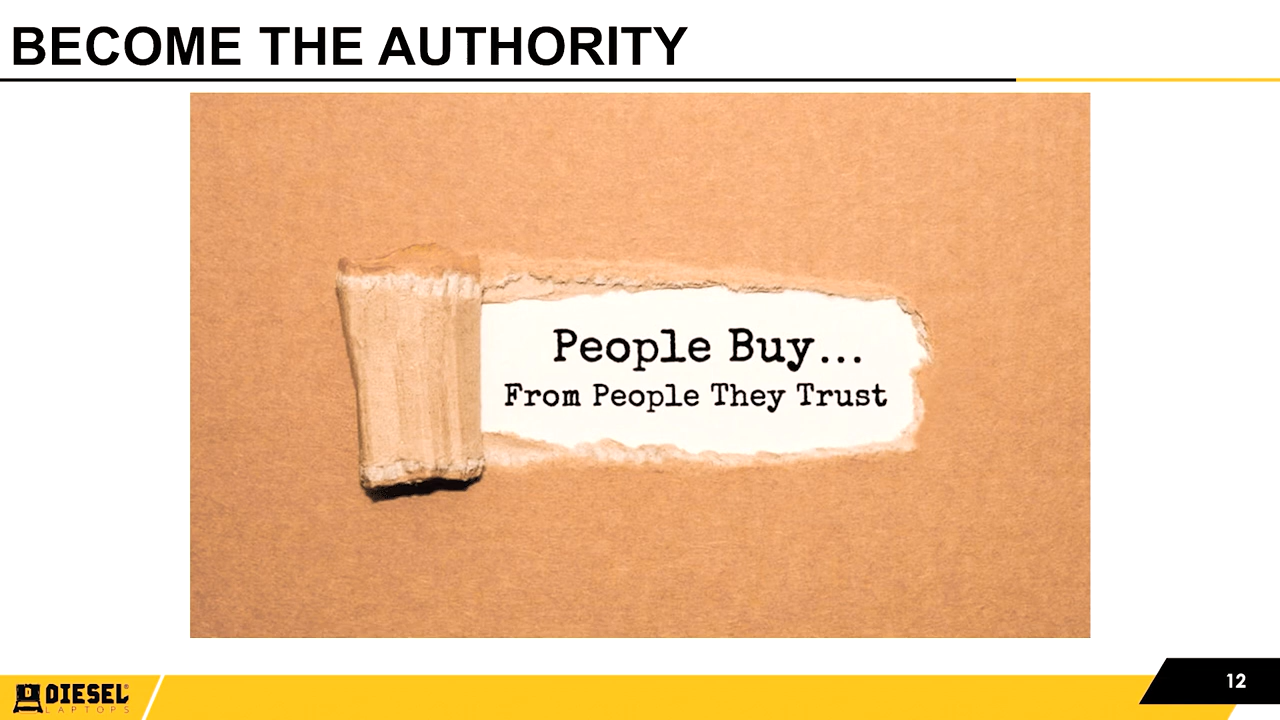 BECOME THE AUTHORITY
People Buy...
From People They Trust
DIESEL
LAPTOPS
12